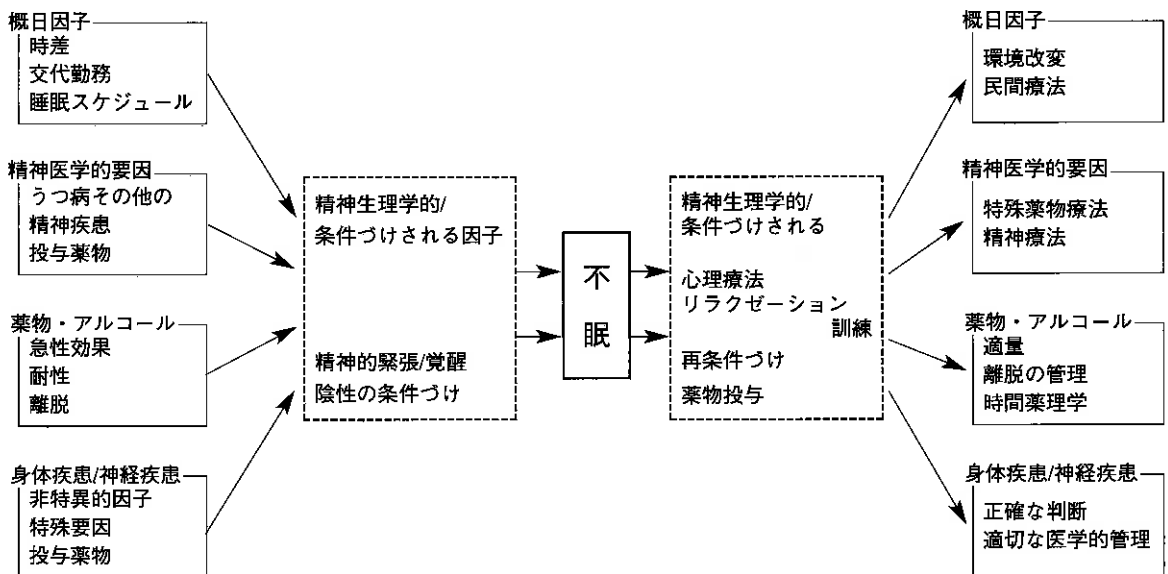 概日因子
時差
交代勤務
睡眠スケジュール
精神医学的要因
うつ病その他の
精神疾患
投与薬物
薬物・アルコール
急性効果
耐性
離脱
身体疾患/神経疾患
非特異的因子
特殊要因
投与薬物
精神生理学的/
条件づけされる因子
精神的緊張/覚醒
陰性の条件づけ
不
眠
精神生理学的/
条件づけされる
心理療法
リラクゼーション
訓練
再条件づけ
薬物投与
概日因子
環境改変
民間療法
精神医学的要因
特殊薬物療法
精神療法
薬物・アルコール
適量
離脱の管理
時間薬理学
身体疾患/神経疾患
正確な判断
適切な医学的管理